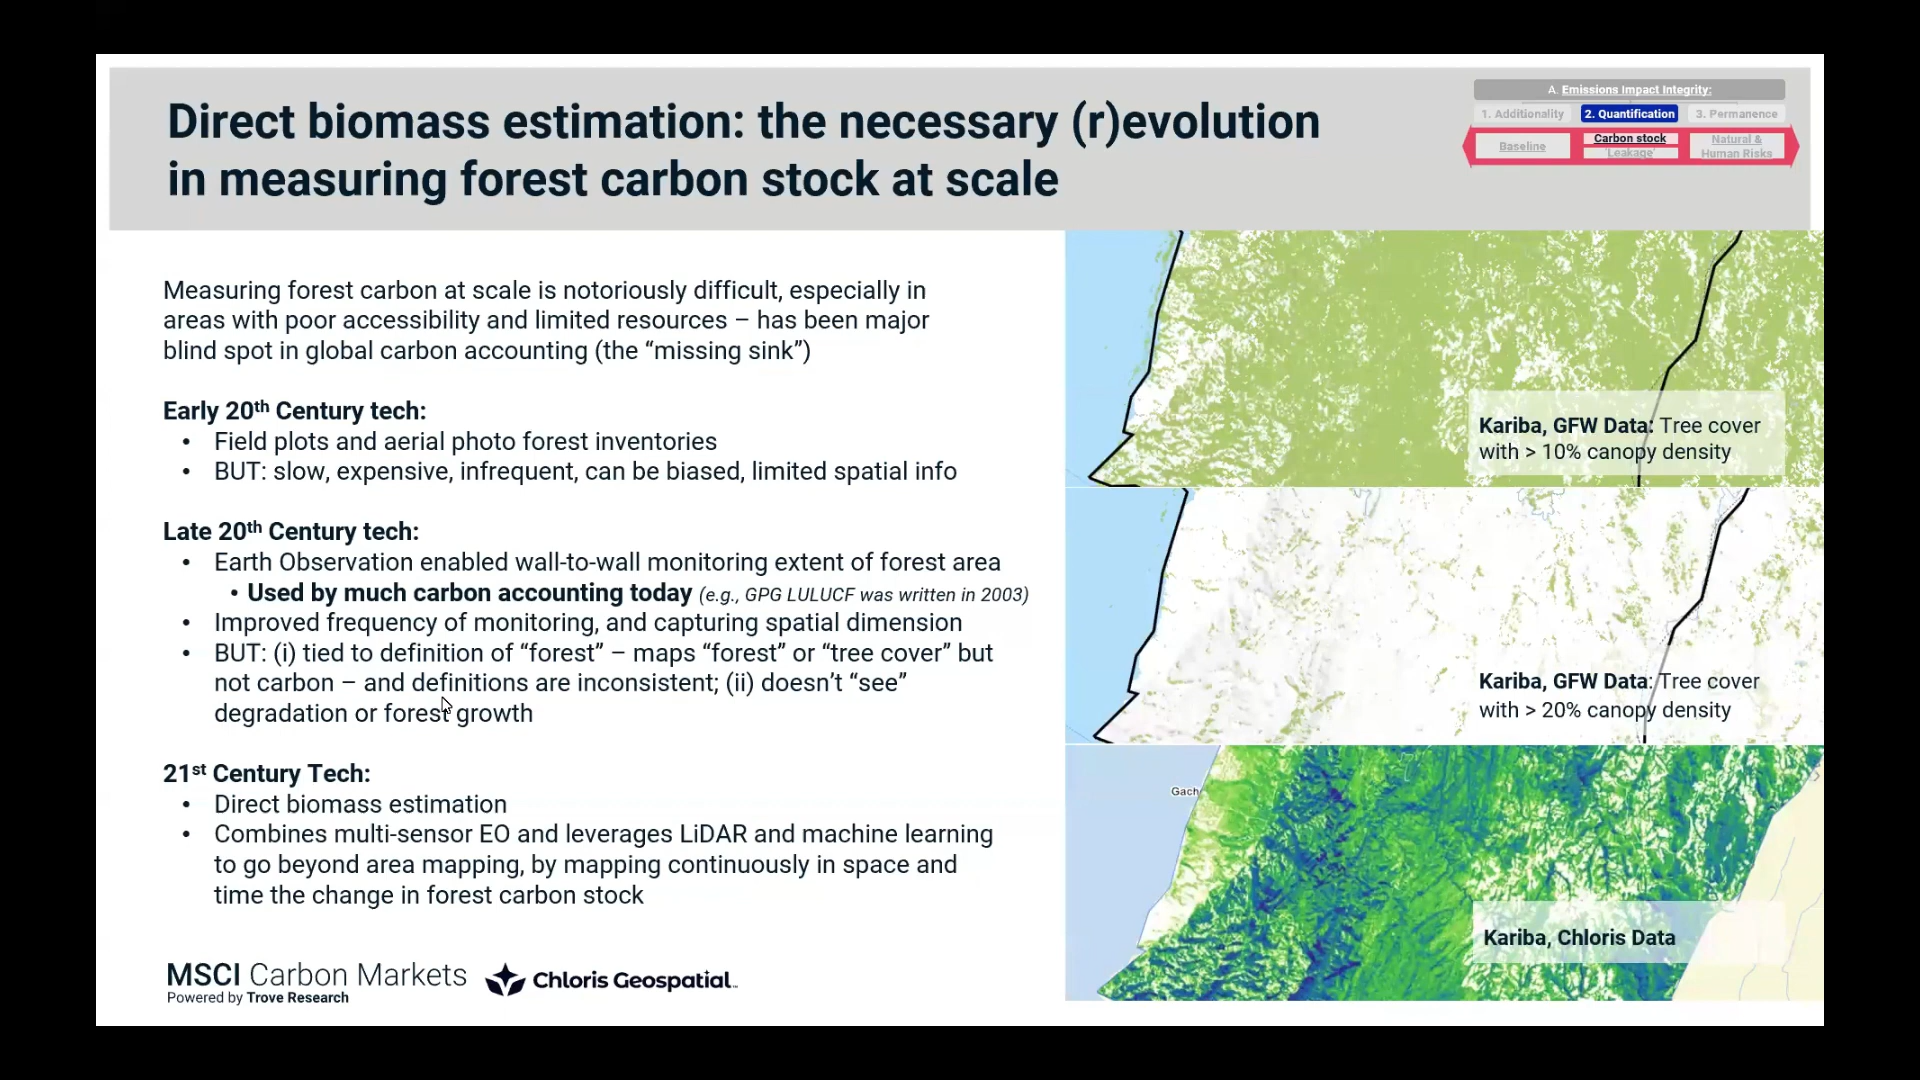 Direct biomass estimation: the necessary (r)evolution
in measuring forest carbon stock at scale
A. Emissions Impact Integrity:
1. Additionality
2. Quantification
3. Permanence
Baseline
Carbon stock
'Leakage'
Natural &
Human Risks
Measuring forest carbon at scale is notoriously difficult, especially in
areas with poor accessibility and limited resources – has been major
blind spot in global carbon accounting (the “missing sink”)
Early 20th Century tech:
• Field plots and aerial photo forest inventories
• BUT: slow, expensive, infrequent, can be biased, limited spatial info
Late 20th Century tech:
• Earth Observation enabled wall-to-wall monitoring extent of forest area
• Used by much carbon accounting today (e.g., GPG LULUCF was written in 2003)
• Improved frequency of monitoring, and capturing spatial dimension
• BUT: (i) tied to definition of “forest” – maps “forest” or “tree cover” but
not carbon – and definitions are inconsistent; (ii) doesn’t “see”
degradation or forest growth
21st Century Tech:
• Direct biomass estimation
• Combines multi-sensor EO and leverages LiDAR and machine learning
to go beyond area mapping, by mapping continuously in space and
time the change in forest carbon stock
Kariba, GFW Data: Tree cover
with > 10% canopy density
Kariba, GFW Data: Tree cover
with > 20% canopy density
Gach
Kariba, Chloris Data
MSCI Carbon Markets
Powered by Trove Research
Chloris Geospatial™